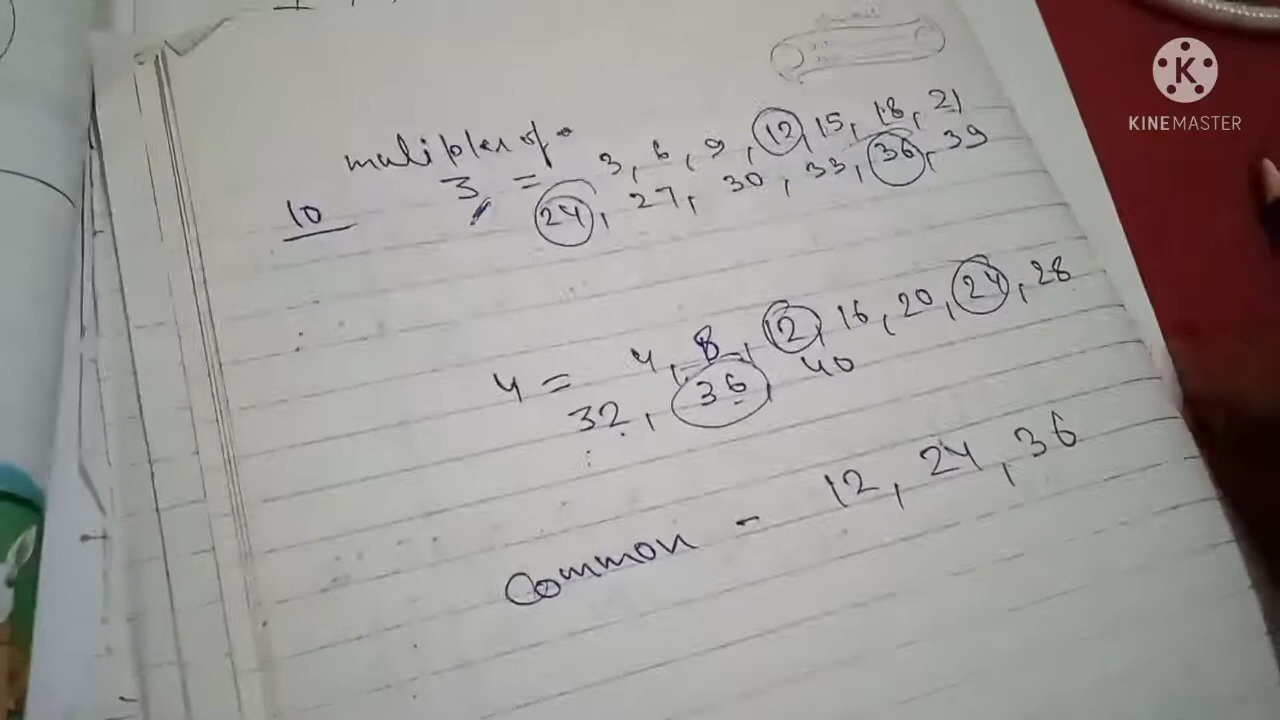 K
KINEMASTER
multiples of
10
3 = 3, 6, 9, 12, 15, 18, 21
24, 27, 30, 33, 36, 39
4 = 4, 8, 12, 16, 20, 24, 28
32, 36, 40
Common - 12, 24, 36